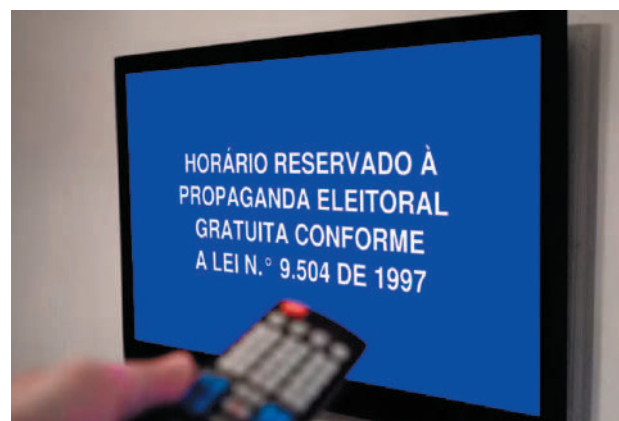 HORÁRIO RESERVADO À
PROPAGANDA ELEITORAL
GRATUITA CONFORME
A LEI N.° 9.504 DE 1997